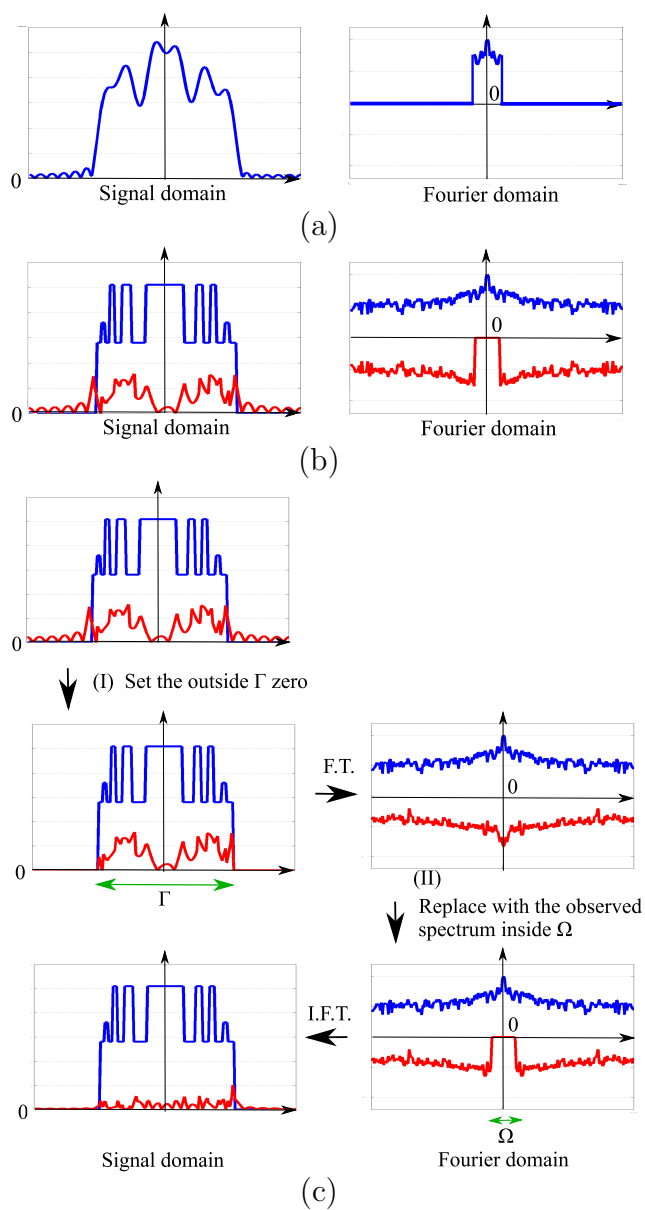 0
0
Signal domain
Fourier domain
(a)
0
0
Signal domain
Fourier domain
(b)
0
(I) Set the outside Γ zero
F.T.
0
0
Γ
(II)
Replace with the observed
spectrum inside Ω
I.F.T.
0
0
Ω
Signal domain
Fourier domain
(c)